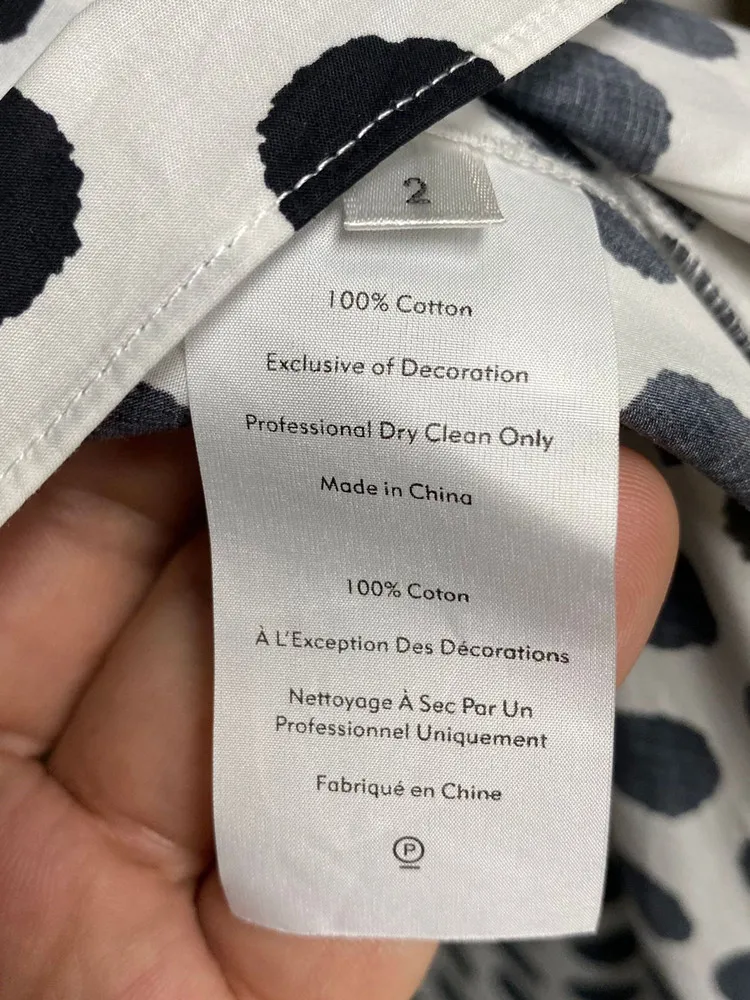 2
100% Cotton
Exclusive of Decoration
Professional Dry Clean Only
Made in China
100% Coton
À L'Exception Des Décorations
Nettoyage À Sec Par Un
Professionnel Uniquement
Fabriqué en Chine
P